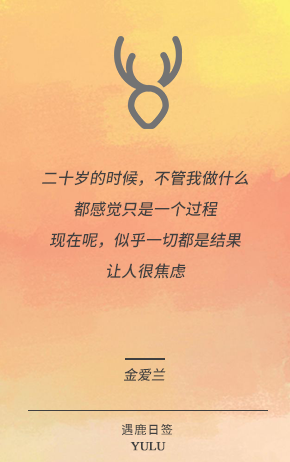 二十岁的时候，不管我做什么
都感觉只是一个过程
现在呢，似乎一切都是结果
让人很焦虑
金爱兰
遇鹿日签
YULU